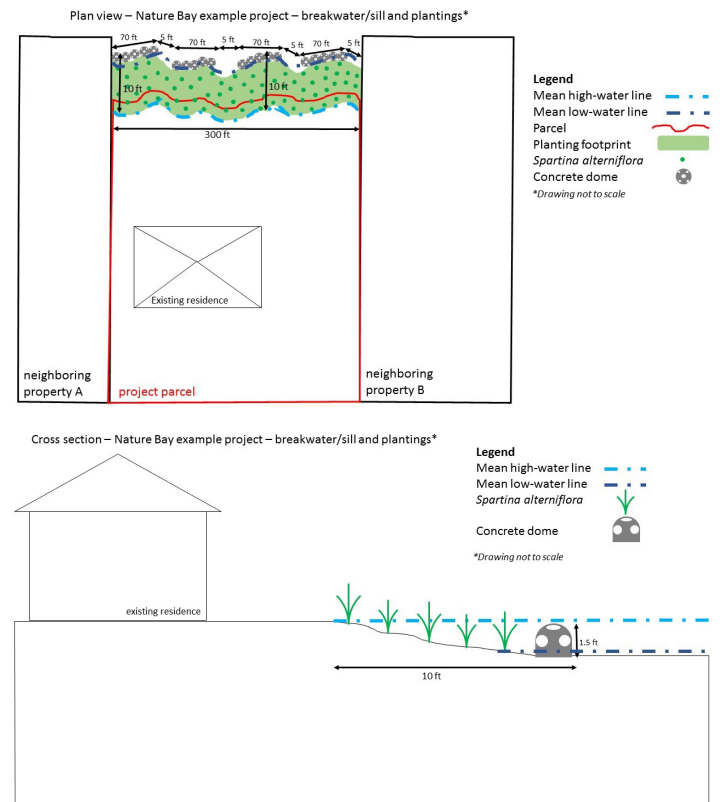 Plan view – Nature Bay example project – breakwater/sill and plantings*
70 ft 5 ft 70 ft 5 ft 70 ft 5 ft 70 ft 5 ft
10 ft
10 ft
300 ft
Existing residence
neighboring
property A
project parcel
neighboring
property B
Legend
Mean high-water line
Mean low-water line
Parcel
Planting footprint
Spartina alterniflora
Concrete dome
*Drawing not to scale
Cross section – Nature Bay example project – breakwater/sill and plantings*
Legend
Mean high-water line
Mean low-water line
Spartina alterniflora
Concrete dome
*Drawing not to scale
existing residence
1.5 ft
10 ft